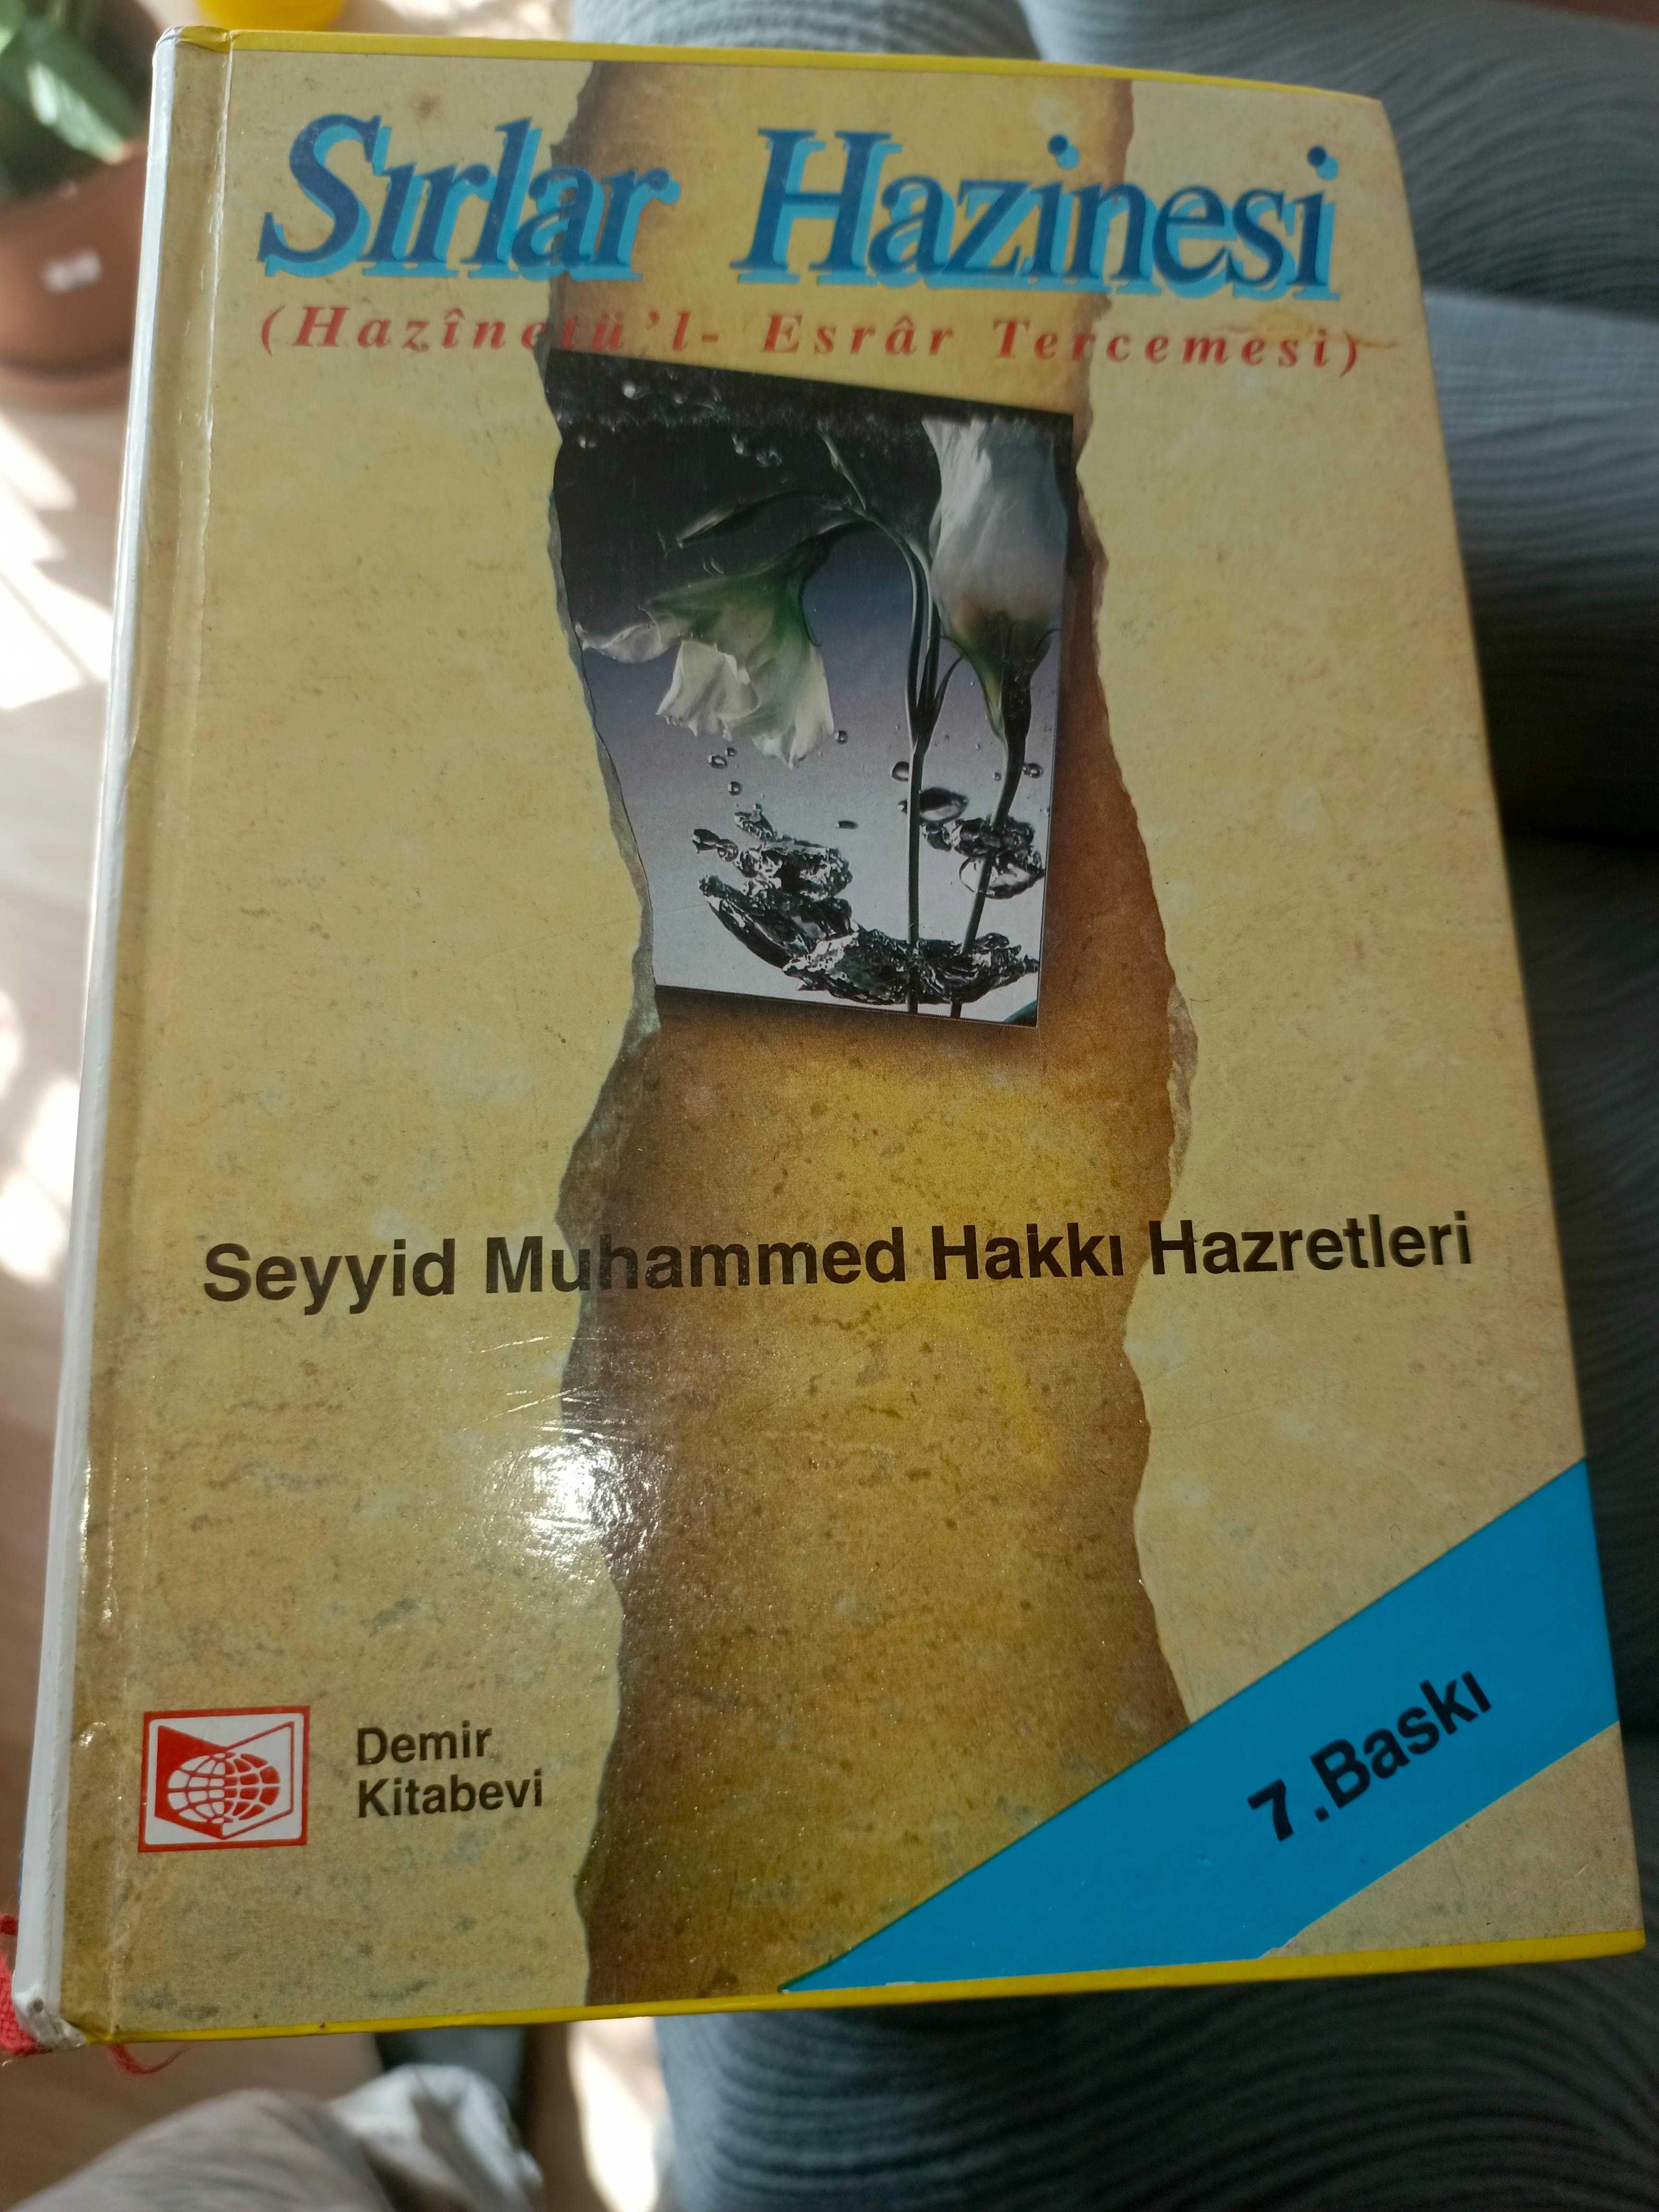 Sırlar Hazinesi
(Hazînetü'l- Esrâr Tercemesi)
Seyyid Muhammed Hakkı Hazretleri
Demir
Kitabevi
7.Baskı